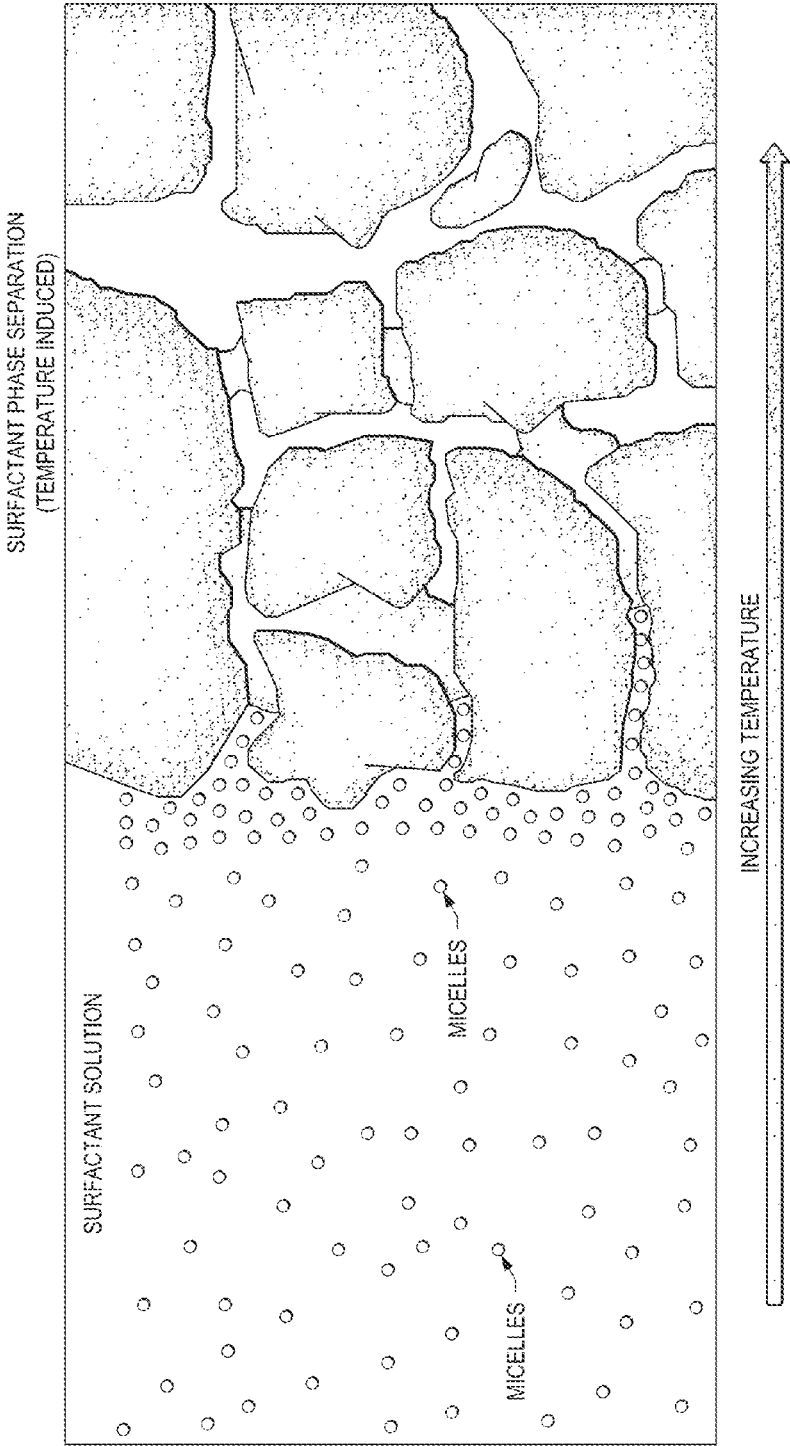 SURFACTANT PHASE SEPARATION
(TEMPERATURE INDUCED)
SURFACTANT SOLUTION
MICELLES
MICELLES
INCREASING TEMPERATURE